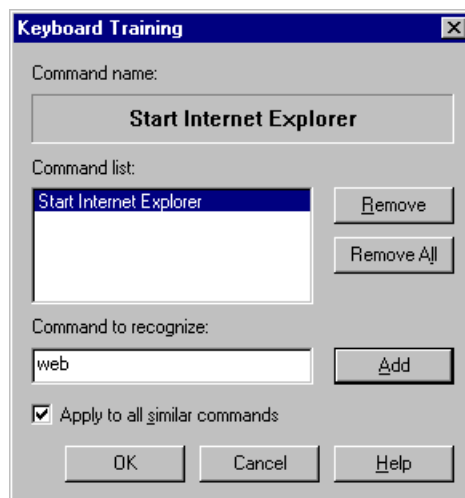 Keyboard Training
Command name:
Start Internet Explorer
Command list:
Start Internet Explorer
Remove
Remove All
Command to recognize:
web
Add
Apply to all similar commands
OK Cancel Help